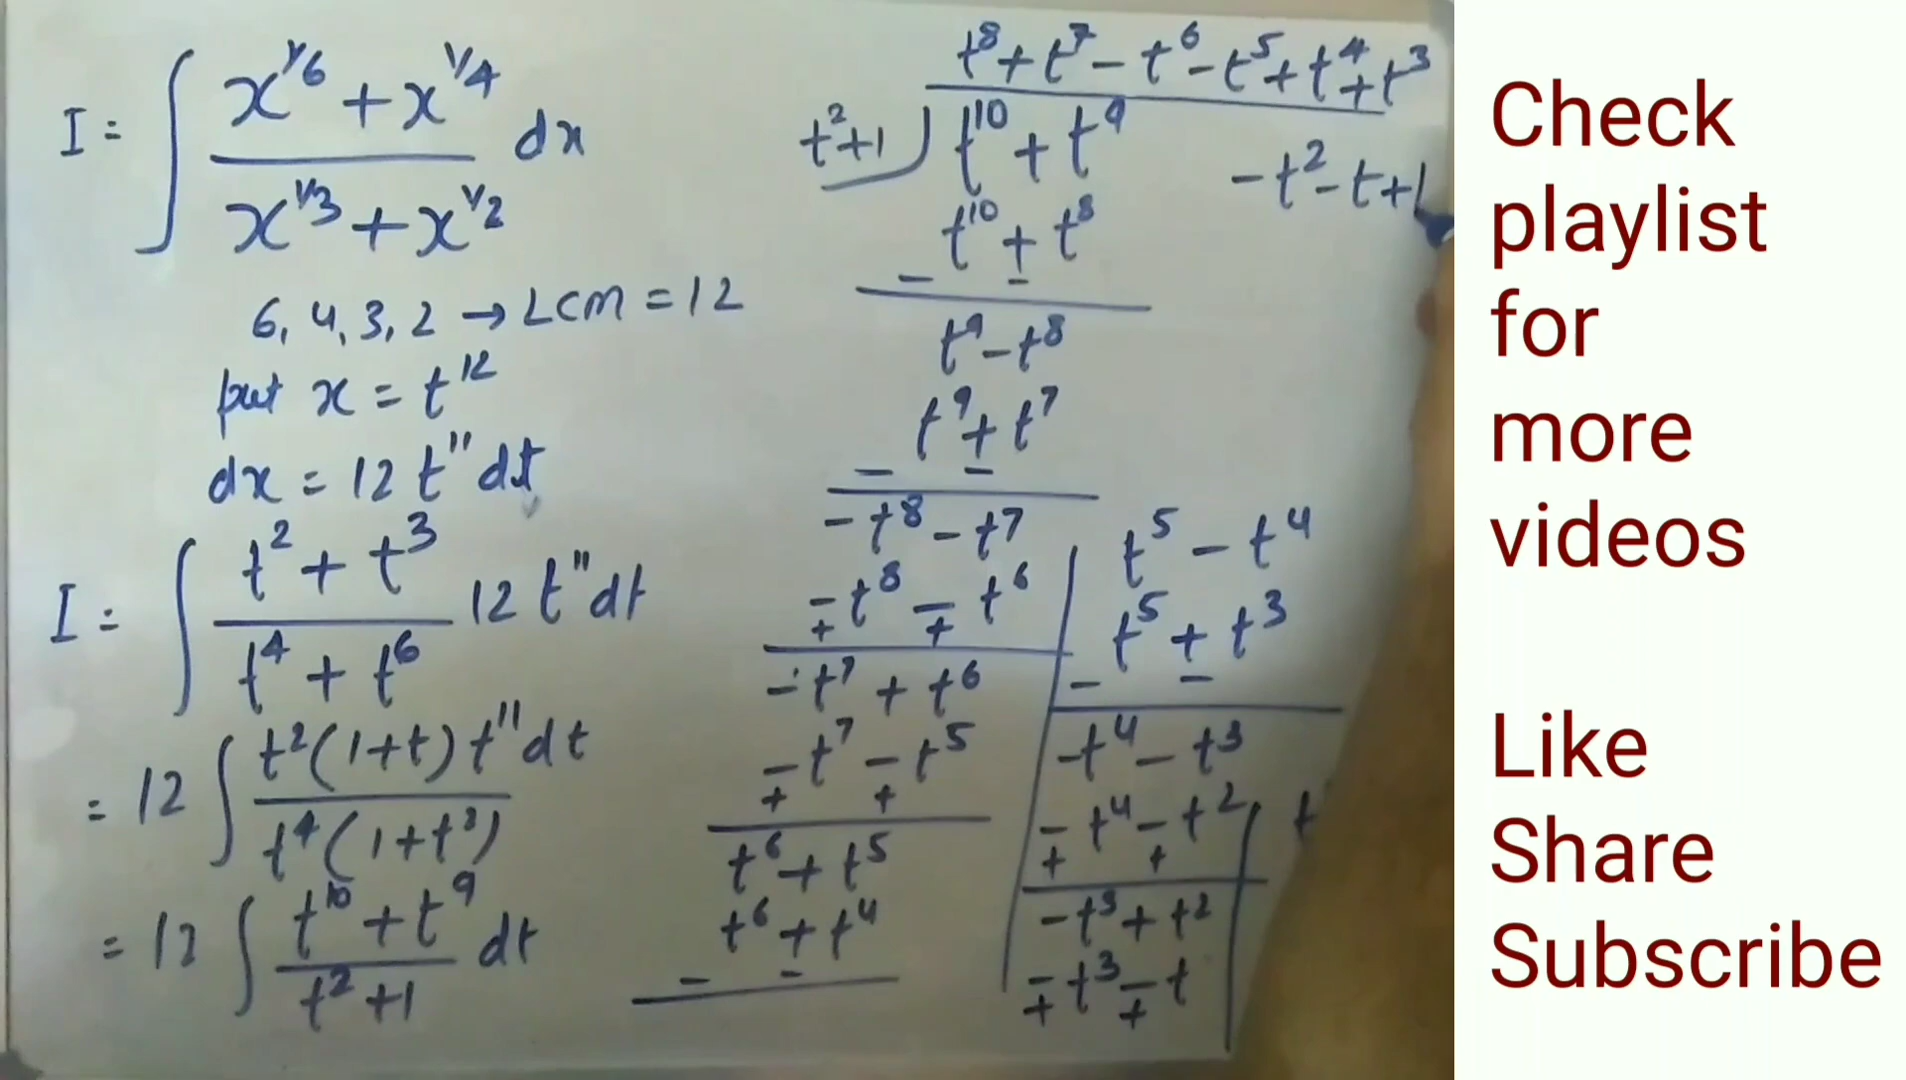 I = ∫ (x^1/6 + x^1/4) / (x^1/3 + x^1/2) dx
6, 4, 3, 2 → LCM = 12
put x = t^12
dx = 12 t^11 dt
I = ∫ (t^2 + t^3) / (t^4 + t^6) 12 t^11 dt
= 12 ∫ t^2(1+t) t^11 dt / t^4(1+t^2)
= 12 ∫ (t^10 + t^9) / (t^2+1) dt
t^8 + t^7 - t^6 - t^5 + t^4 + t^3
t^2+1 ) t^10 + t^9
- t^2 - t + 1
t^10 + t^8
- -
t^9 - t^8
t^9 + t^7
- -
-t^8 - t^7
-t^8 - t^6
+ +
-t^7 + t^6
-t^7 - t^5
+ +
t^6 + t^5
t^6 + t^4
- -
t^5 - t^4
t^5 + t^3
- -
-t^4 - t^3
-t^4 - t^2
+ +
-t^3 + t^2
-t^3 - t
+ +
t
Check
playlist
for
more
videos
Like
Share
Subscribe